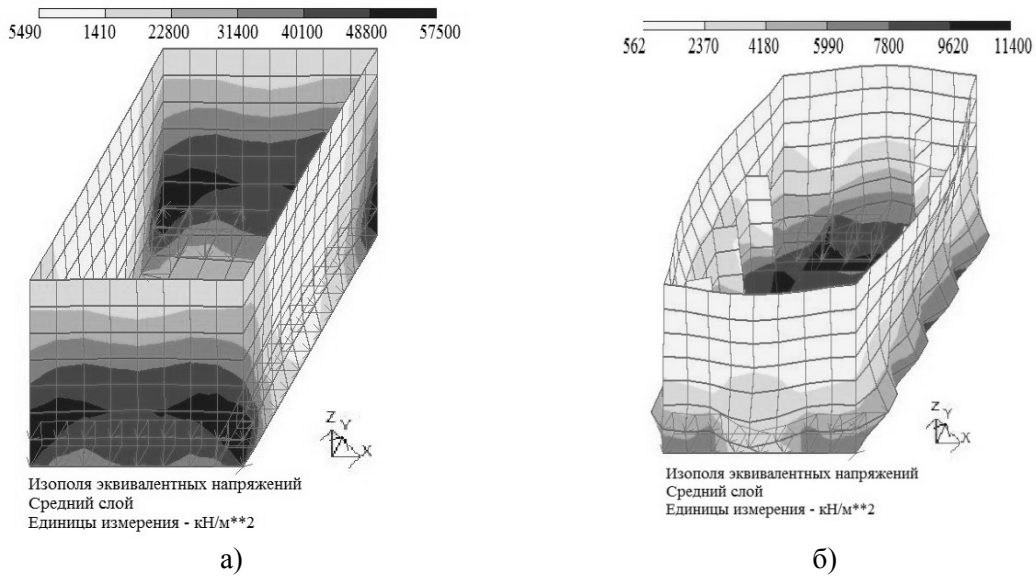 5490 1410 22800 31400 40100 48800 57500
Z
Y
X
Изополя эквивалентных напряжений
Средний слой
Единицы измерения - кН/м**2
а)
562 2370 4180 5990 7800 9620 11400
Z
Y
X
Изополя эквивалентных напряжений
Средний слой
Единицы измерения - кН/м**2
б)